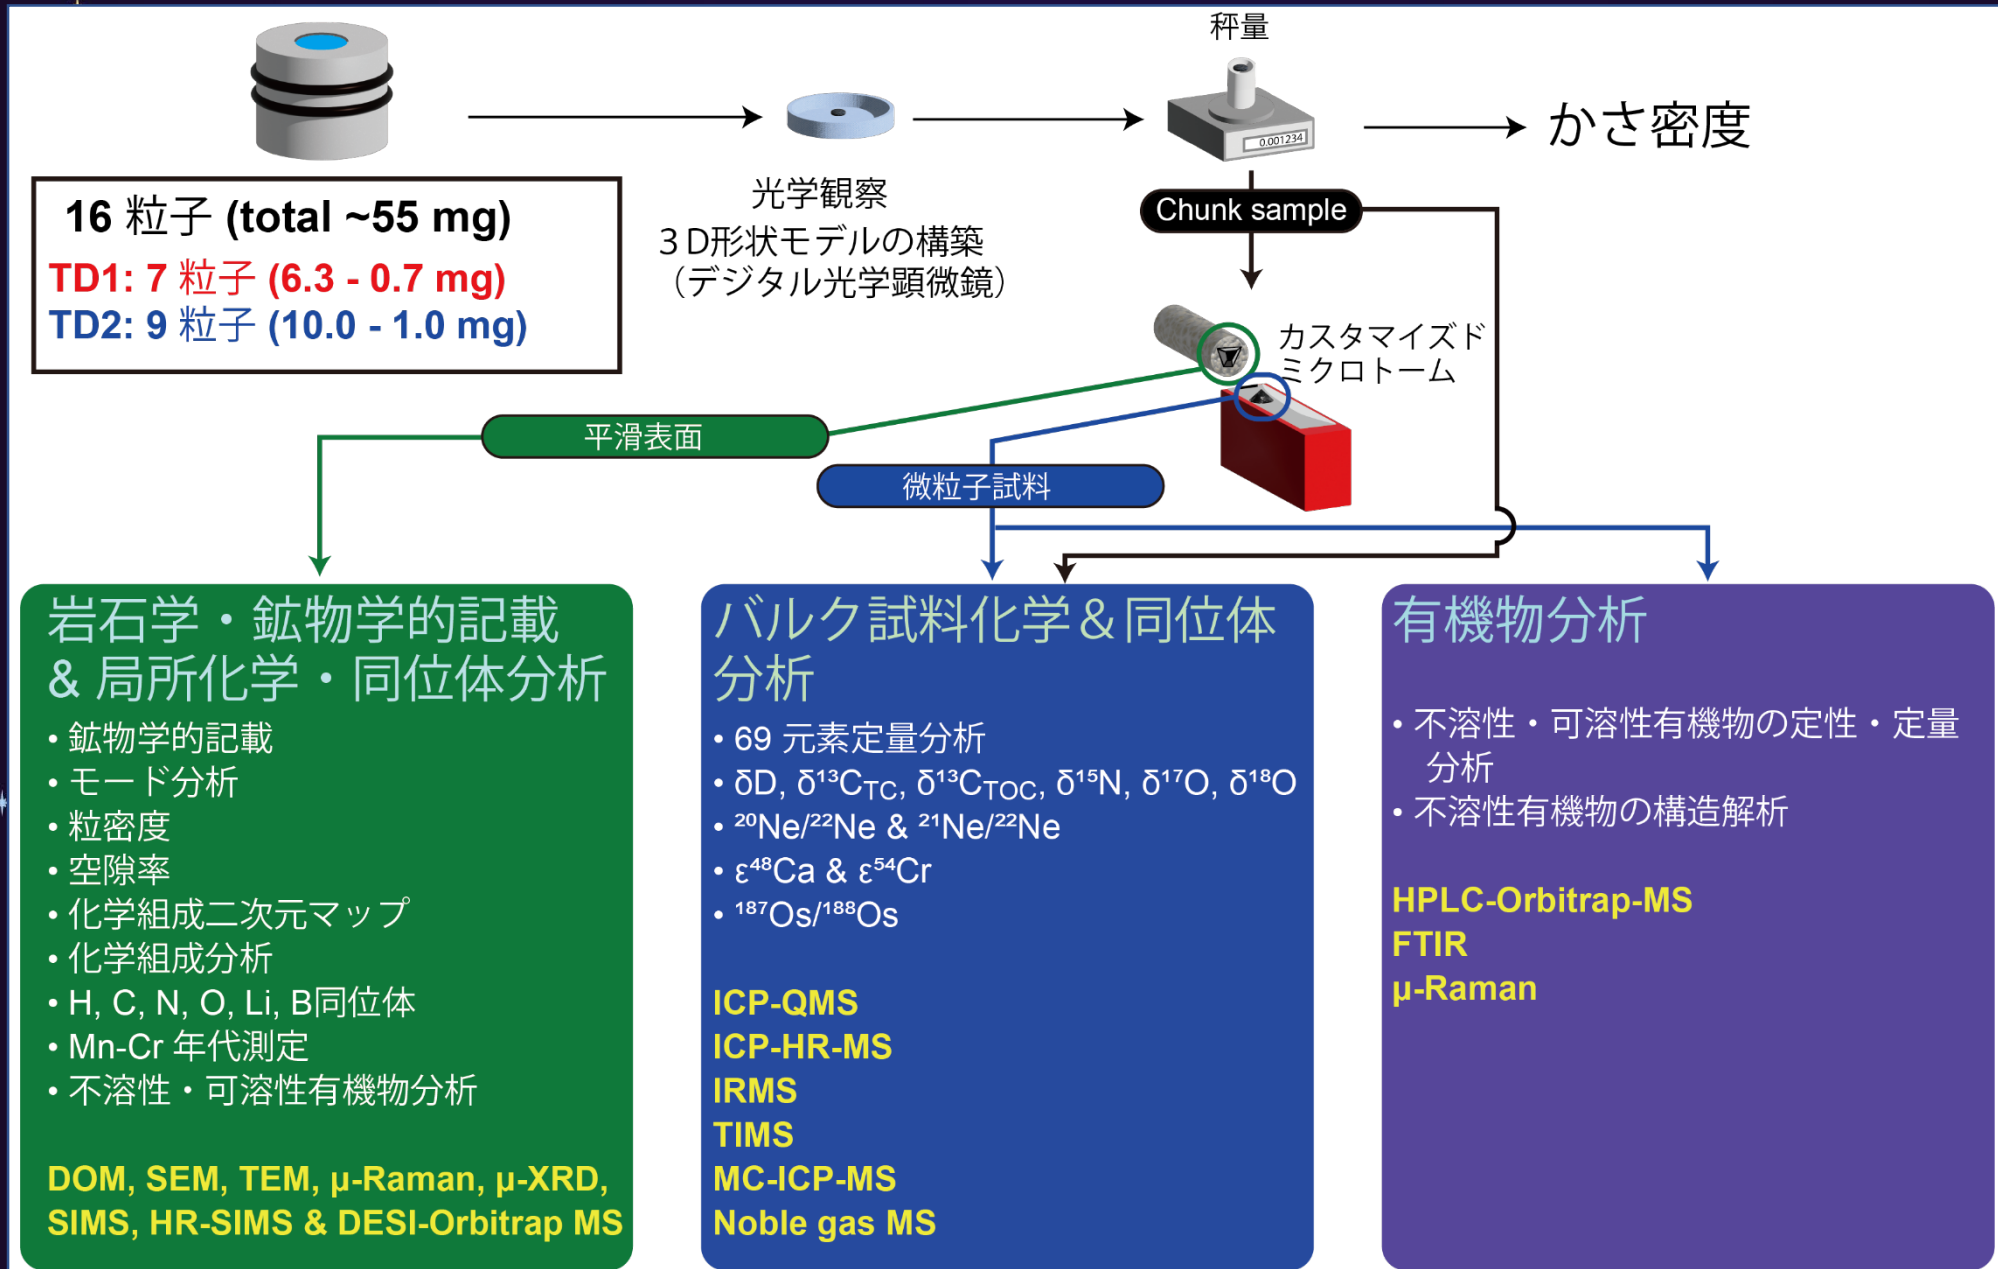 秤量
0.001234
かさ密度
16 粒子 (total ~55 mg)
TD1: 7 粒子 (6.3 - 0.7 mg)
TD2: 9 粒子 (10.0 - 1.0 mg)
光学観察
3D形状モデルの構築
（デジタル光学顕微鏡）
Chunk sample
カスタマイズド
ミクロトーム
平滑表面
微粒子試料
岩石学・鉱物学的記載
& 局所化学・同位体分析
• 鉱物学的記載
• モード分析
• 粒密度
• 空隙率
• 化学組成二次元マップ
• 化学組成分析
• H, C, N, O, Li, B同位体
• Mn-Cr 年代測定
• 不溶性・可溶性有機物分析
DOM, SEM, TEM, μ-Raman, μ-XRD,
SIMS, HR-SIMS & DESI-Orbitrap MS
バルク試料化学＆同位体
分析
• 69 元素定量分析
• δD, δ¹³CTC, δ¹³CTOC, δ¹⁵N, δ¹⁷O, δ¹⁸O
• ²⁰Ne/²²Ne & ²¹Ne/²²Ne
• ε⁴⁸Ca & ε⁵⁴Cr
• ¹⁸⁷Os/¹⁸⁸Os
ICP-QMS
ICP-HR-MS
IRMS
TIMS
MC-ICP-MS
Noble gas MS
有機物分析
• 不溶性・可溶性有機物の定性・定量
分析
• 不溶性有機物の構造解析
HPLC-Orbitrap-MS
FTIR
μ-Raman